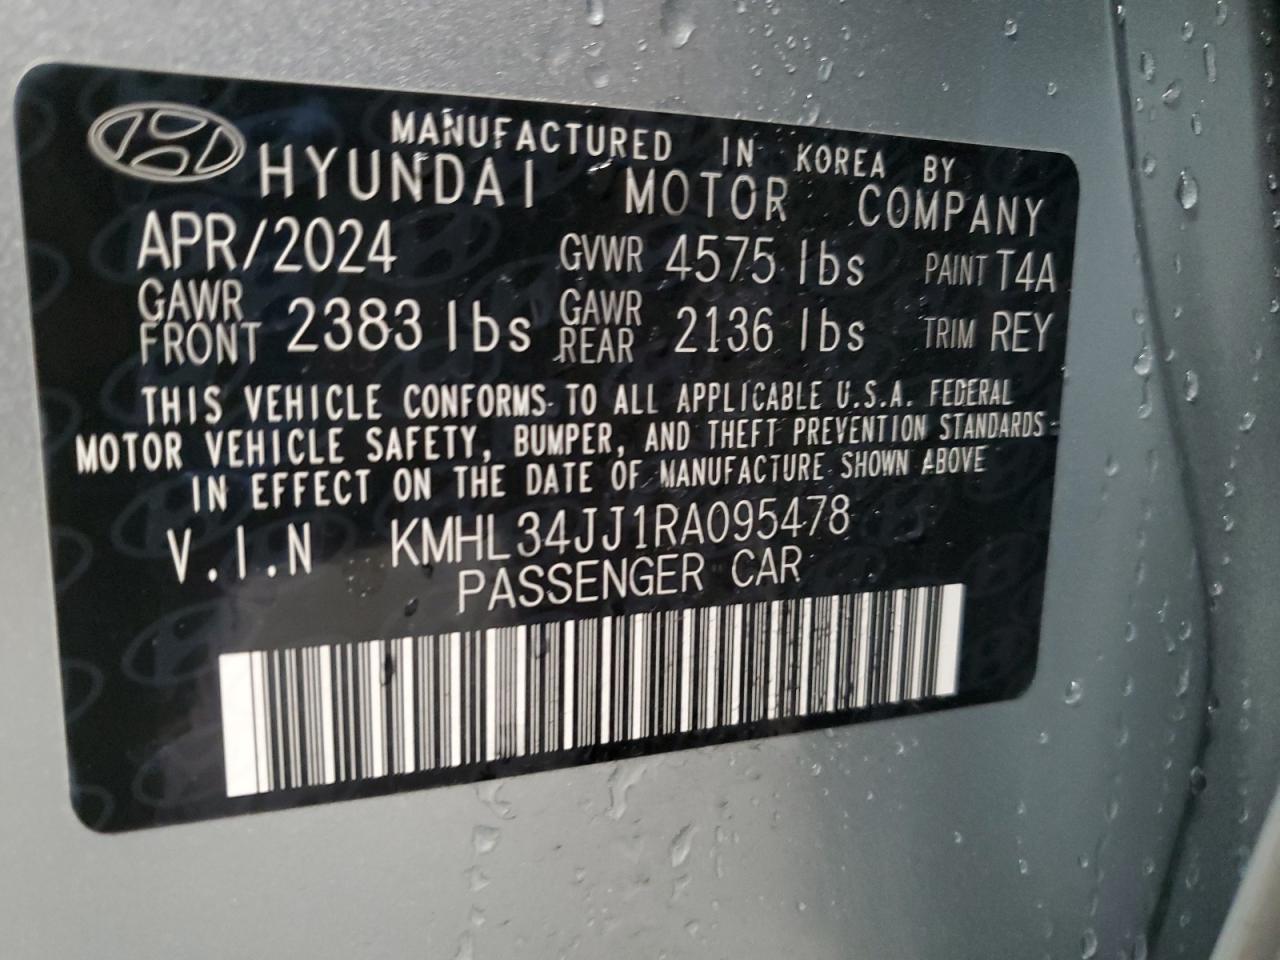 MANUFACTURED IN KOREA BY
HYUNDAI MOTOR COMPANY
APR/2024 GVWR 4575 lbs PAINT T4A
GAWR FRONT 2383 lbs GAWR REAR 2136 lbs TRIM REY
THIS VEHICLE CONFORMS TO ALL APPLICABLE U.S.A. FEDERAL
MOTOR VEHICLE SAFETY, BUMPER, AND THEFT PREVENTION STANDARDS
IN EFFECT ON THE DATE OF MANUFACTURE SHOWN ABOVE
V.I.N KMHL34JJ1RA095478
PASSENGER CAR